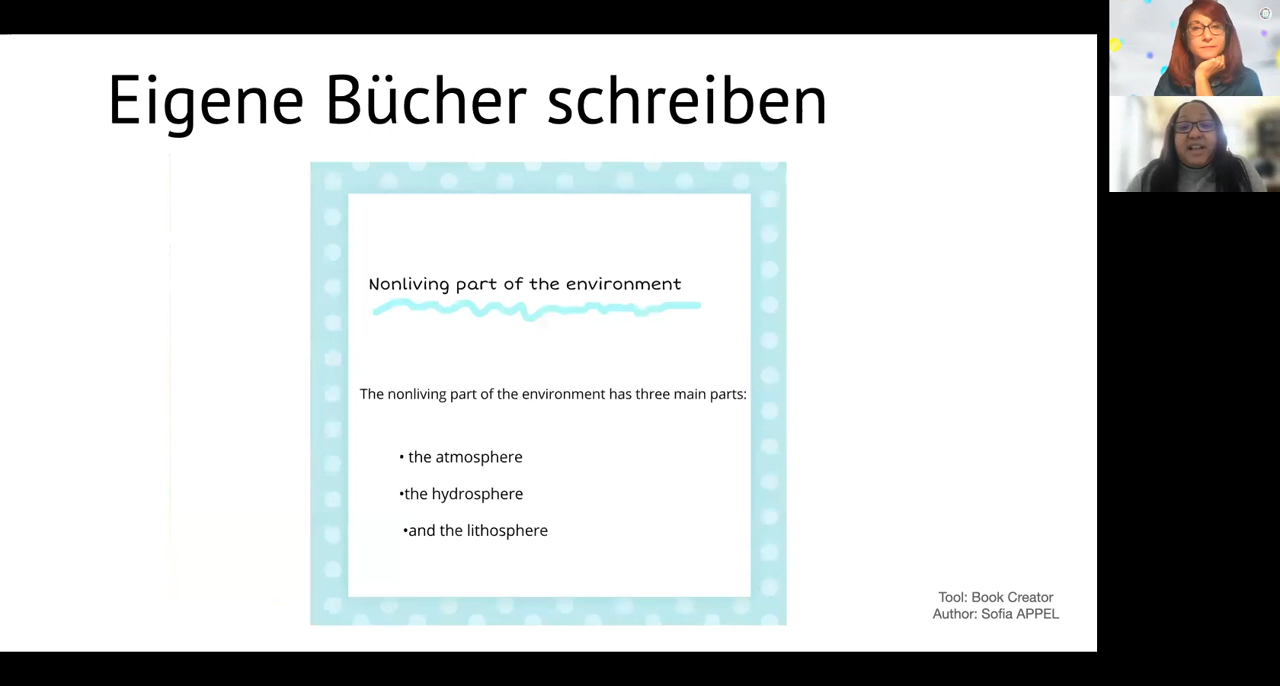 Eigene Bücher schreiben
Nonliving part of the environment
The nonliving part of the environment has three main parts:
• the atmosphere
•the hydrosphere
•and the lithosphere
Tool: Book Creator
Author: Sofia APPEL